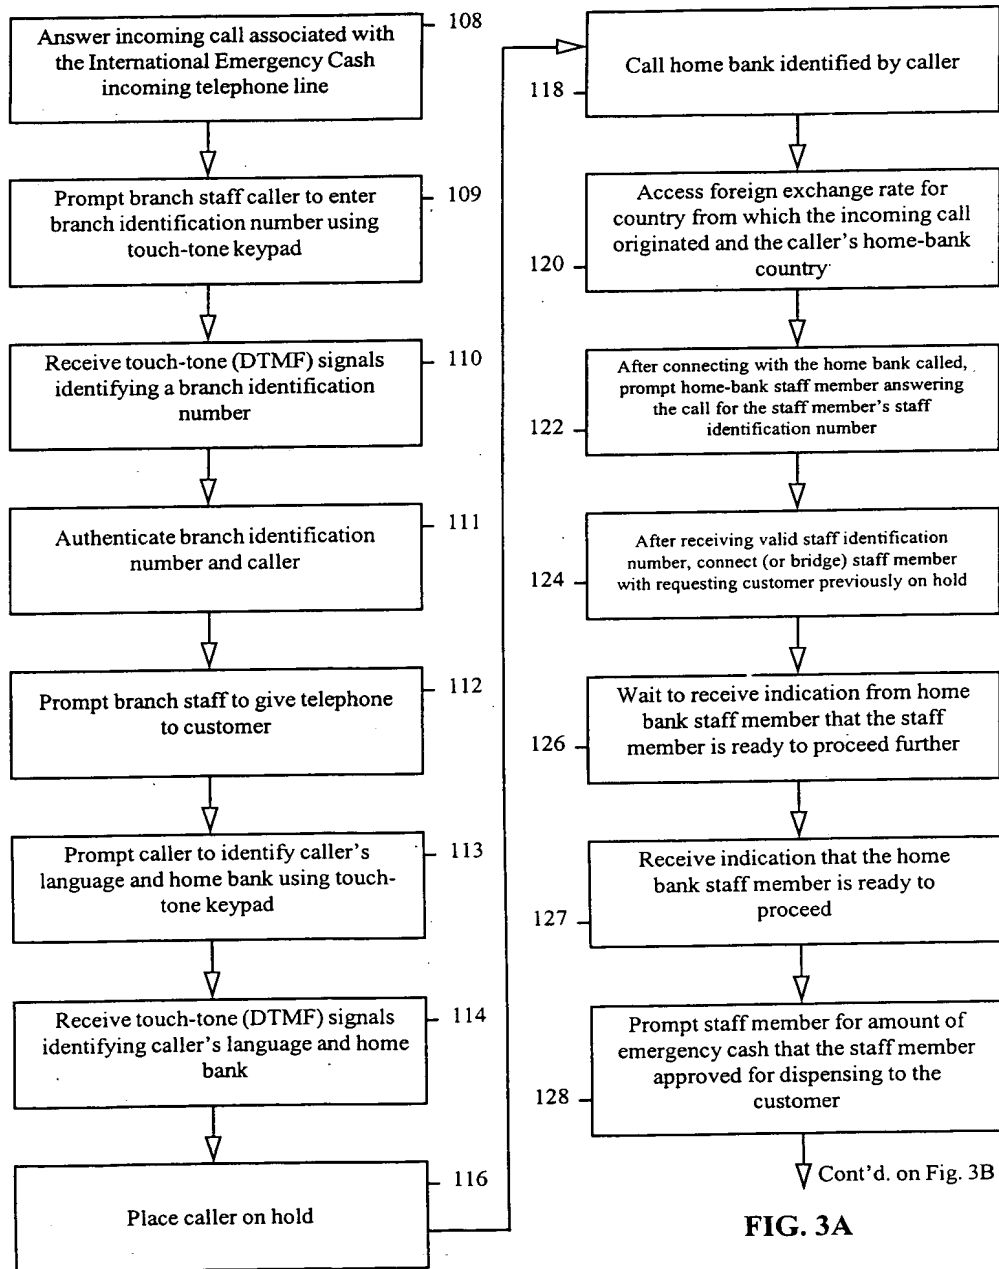 108
Answer incoming call associated with
the International Emergency Cash
incoming telephone line
109
Prompt branch staff caller to enter
branch identification number using
touch-tone keypad
110
Receive touch-tone (DTMF) signals
identifying a branch identification
number
111
Authenticate branch identification
number and caller
112
Prompt branch staff to give telephone
to customer
113
Prompt caller to identify caller's
language and home bank using touch-
tone keypad
114
Receive touch-tone (DTMF) signals
identifying caller's language and home
bank
116
Place caller on hold
Call home bank identified by caller
118
Access foreign exchange rate for
country from which the incoming call
originated and the caller's home-bank
country
120
After connecting with the home bank called,
prompt home-bank staff member answering
the call for the staff member's staff
identification number
122
After receiving valid staff identification
number, connect (or bridge) staff member
with requesting customer previously on hold
124
Wait to receive indication from home
bank staff member that the staff
member is ready to proceed further
126
Receive indication that the home
bank staff member is ready to
proceed
127
Prompt staff member for amount of
emergency cash that the staff member
approved for dispensing to the
customer
128
Cont'd. on Fig. 3B
FIG. 3A